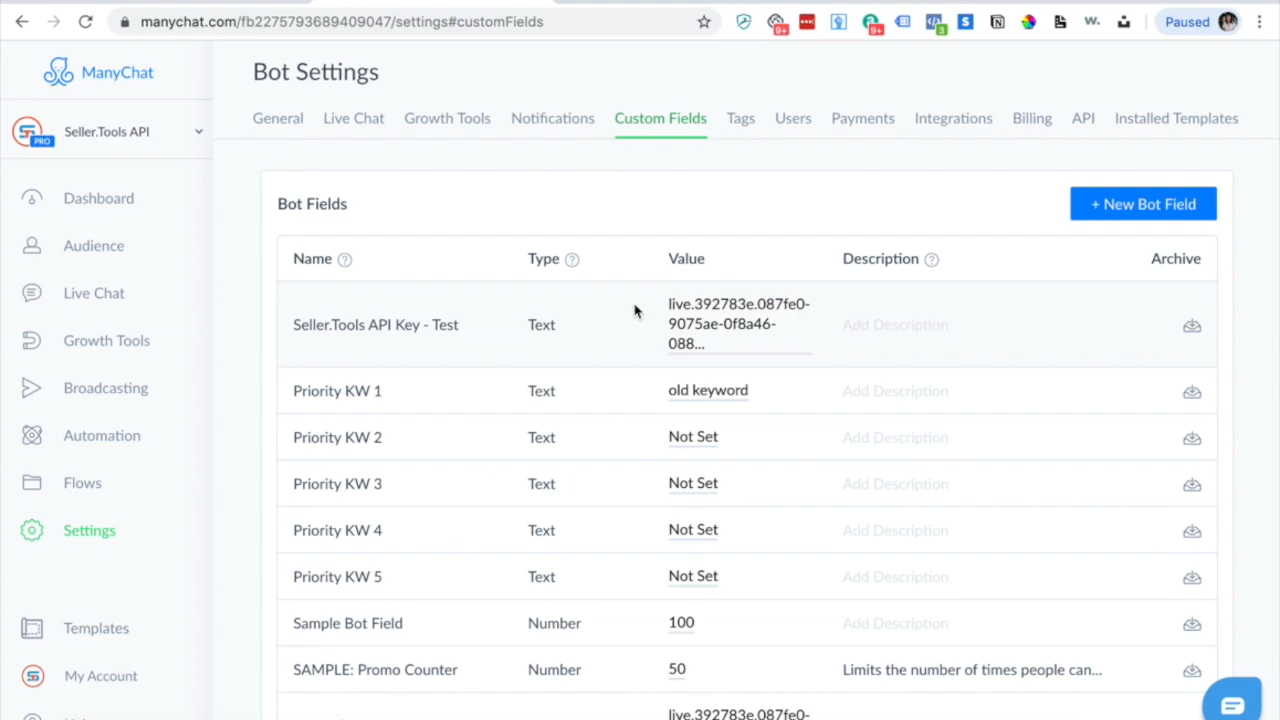 manychat.com/fb2275793689409047/settings#customFields
9+
9+
3
S
N
W.
Paused
ManyChat
Bot Settings
General Live Chat Growth Tools Notifications Custom Fields Tags Users Payments Integrations Billing API Installed Templates
Seller.Tools API
PRO
Dashboard
Audience
Live Chat
Growth Tools
Broadcasting
Automation
Flows
Settings
Templates
My Account
Bot Fields
+ New Bot Field
Name ? Type ? Value Description ? Archive
Seller.Tools API Key - Test Text live.392783e.087fe0-
9075ae-0f8a46-
088... Add Description
Priority KW 1 Text old keyword Add Description
Priority KW 2 Text Not Set Add Description
Priority KW 3 Text Not Set Add Description
Priority KW 4 Text Not Set Add Description
Priority KW 5 Text Not Set Add Description
Sample Bot Field Number 100 Add Description
SAMPLE: Promo Counter Number 50 Limits the number of times people can...
live.392783e.087fe0-